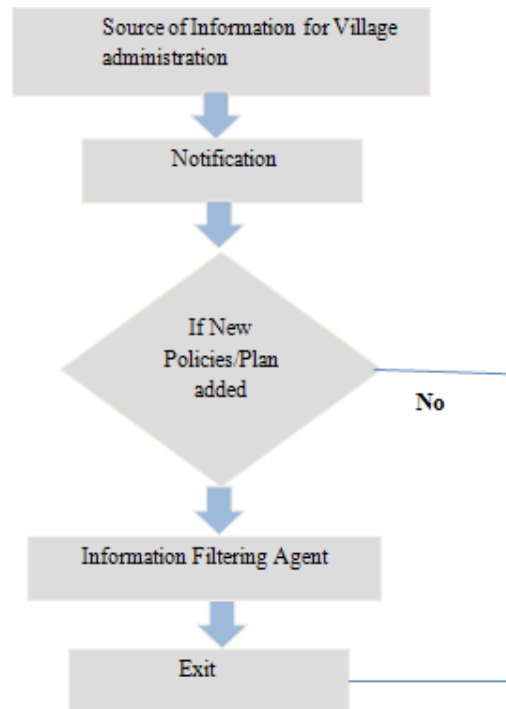 Source of Information for Village
administration
Notification
If New
Policies/Plan
added
No
Information Filtering Agent
Exit